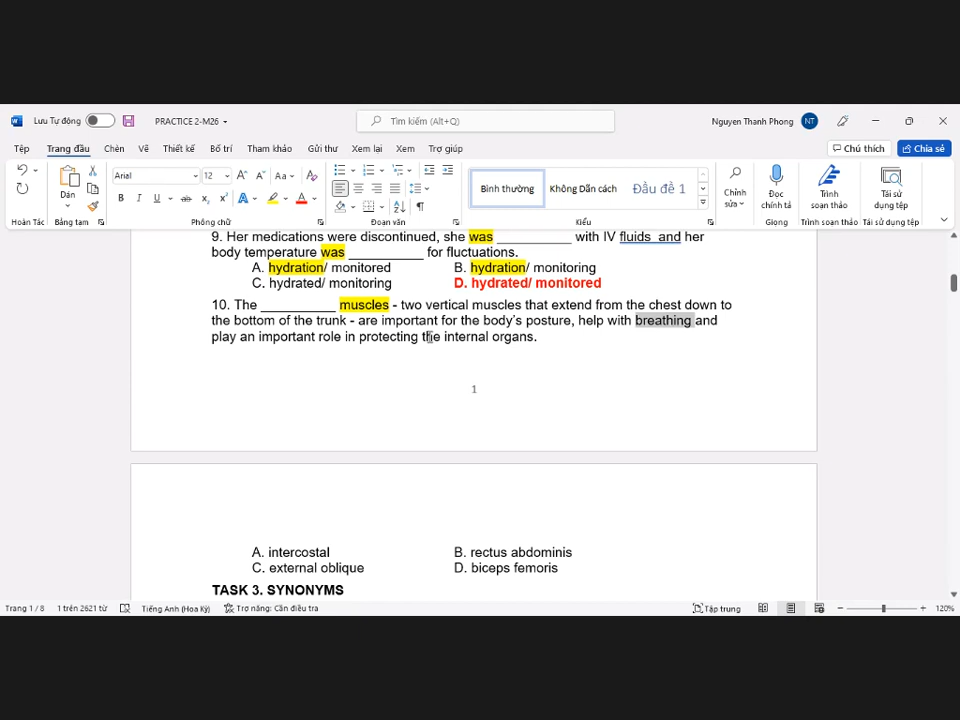 Lưu Tự động
PRACTICE 2-M26
Tìm kiếm (Alt+Q)
Nguyen Thanh Phong
NT
Tệp Trang đầu Chèn Vẽ Thiết kế Bố trí Tham khảo Gửi thư Xem lại Xem Trợ giúp
Chú thích
Chia sẻ
Dán
Arial 12
Aa
B I U ab x₂ x² A A
Bình thường
Không Dãn cách
Đầu đề 1
Chỉnh sửa
Đọc chính tả
Trình soạn thảo
Tái sử dụng tệp
Hoàn Tác Bảng tạm Phông chữ Đoạn văn Kiểu Giọng Trình soạn thảo Tái sử dụng tệp
9. Her medications were discontinued, she was __________ with IV fluids and her
body temperature was __________ for fluctuations.
A. hydration/ monitored B. hydration/ monitoring
C. hydrated/ monitoring D. hydrated/ monitored
10. The __________ muscles - two vertical muscles that extend from the chest down to
the bottom of the trunk - are important for the body's posture, help with breathing and
play an important role in protecting the internal organs.
1
A. intercostal B. rectus abdominis
C. external oblique D. biceps femoris
TASK 3. SYNONYMS
Trang 1 / 8 1 trên 2621 từ Tiếng Anh (Hoa Kỳ) Trợ năng: Cần điều tra Tập trung 120%